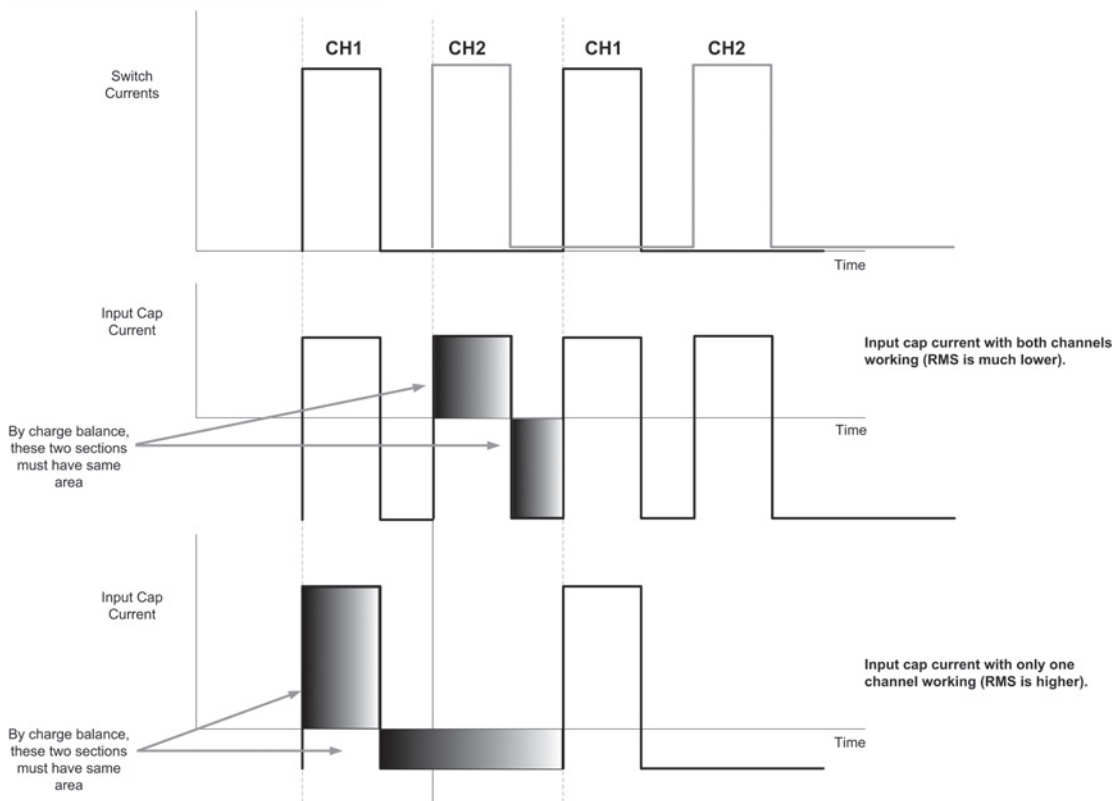 CH1
CH2
CH1
CH2
Switch
Currents
Time
Input Cap
Current
Input cap current with both channels
working (RMS is much lower).
Time
By charge balance,
these two sections
must have same
area
Input Cap
Current
Input cap current with only one
channel working (RMS is higher).
Time
By charge balance,
these two sections
must have same
area